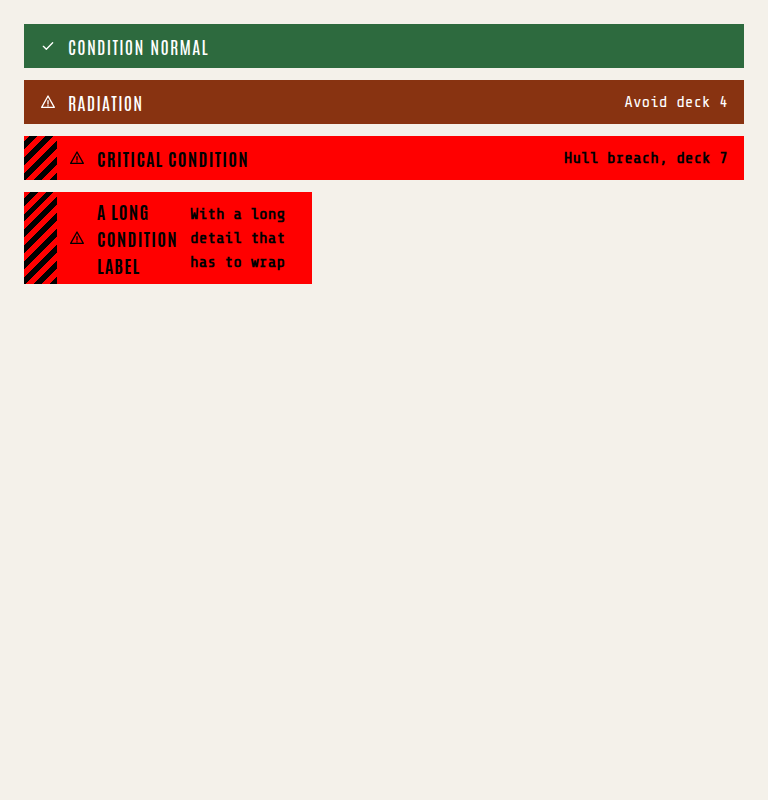 CONDITION NORMAL
RADIATION Avoid deck 4
CRITICAL CONDITION Hull breach, deck 7
A LONG
CONDITION
LABEL
With a long
detail that
has to wrap